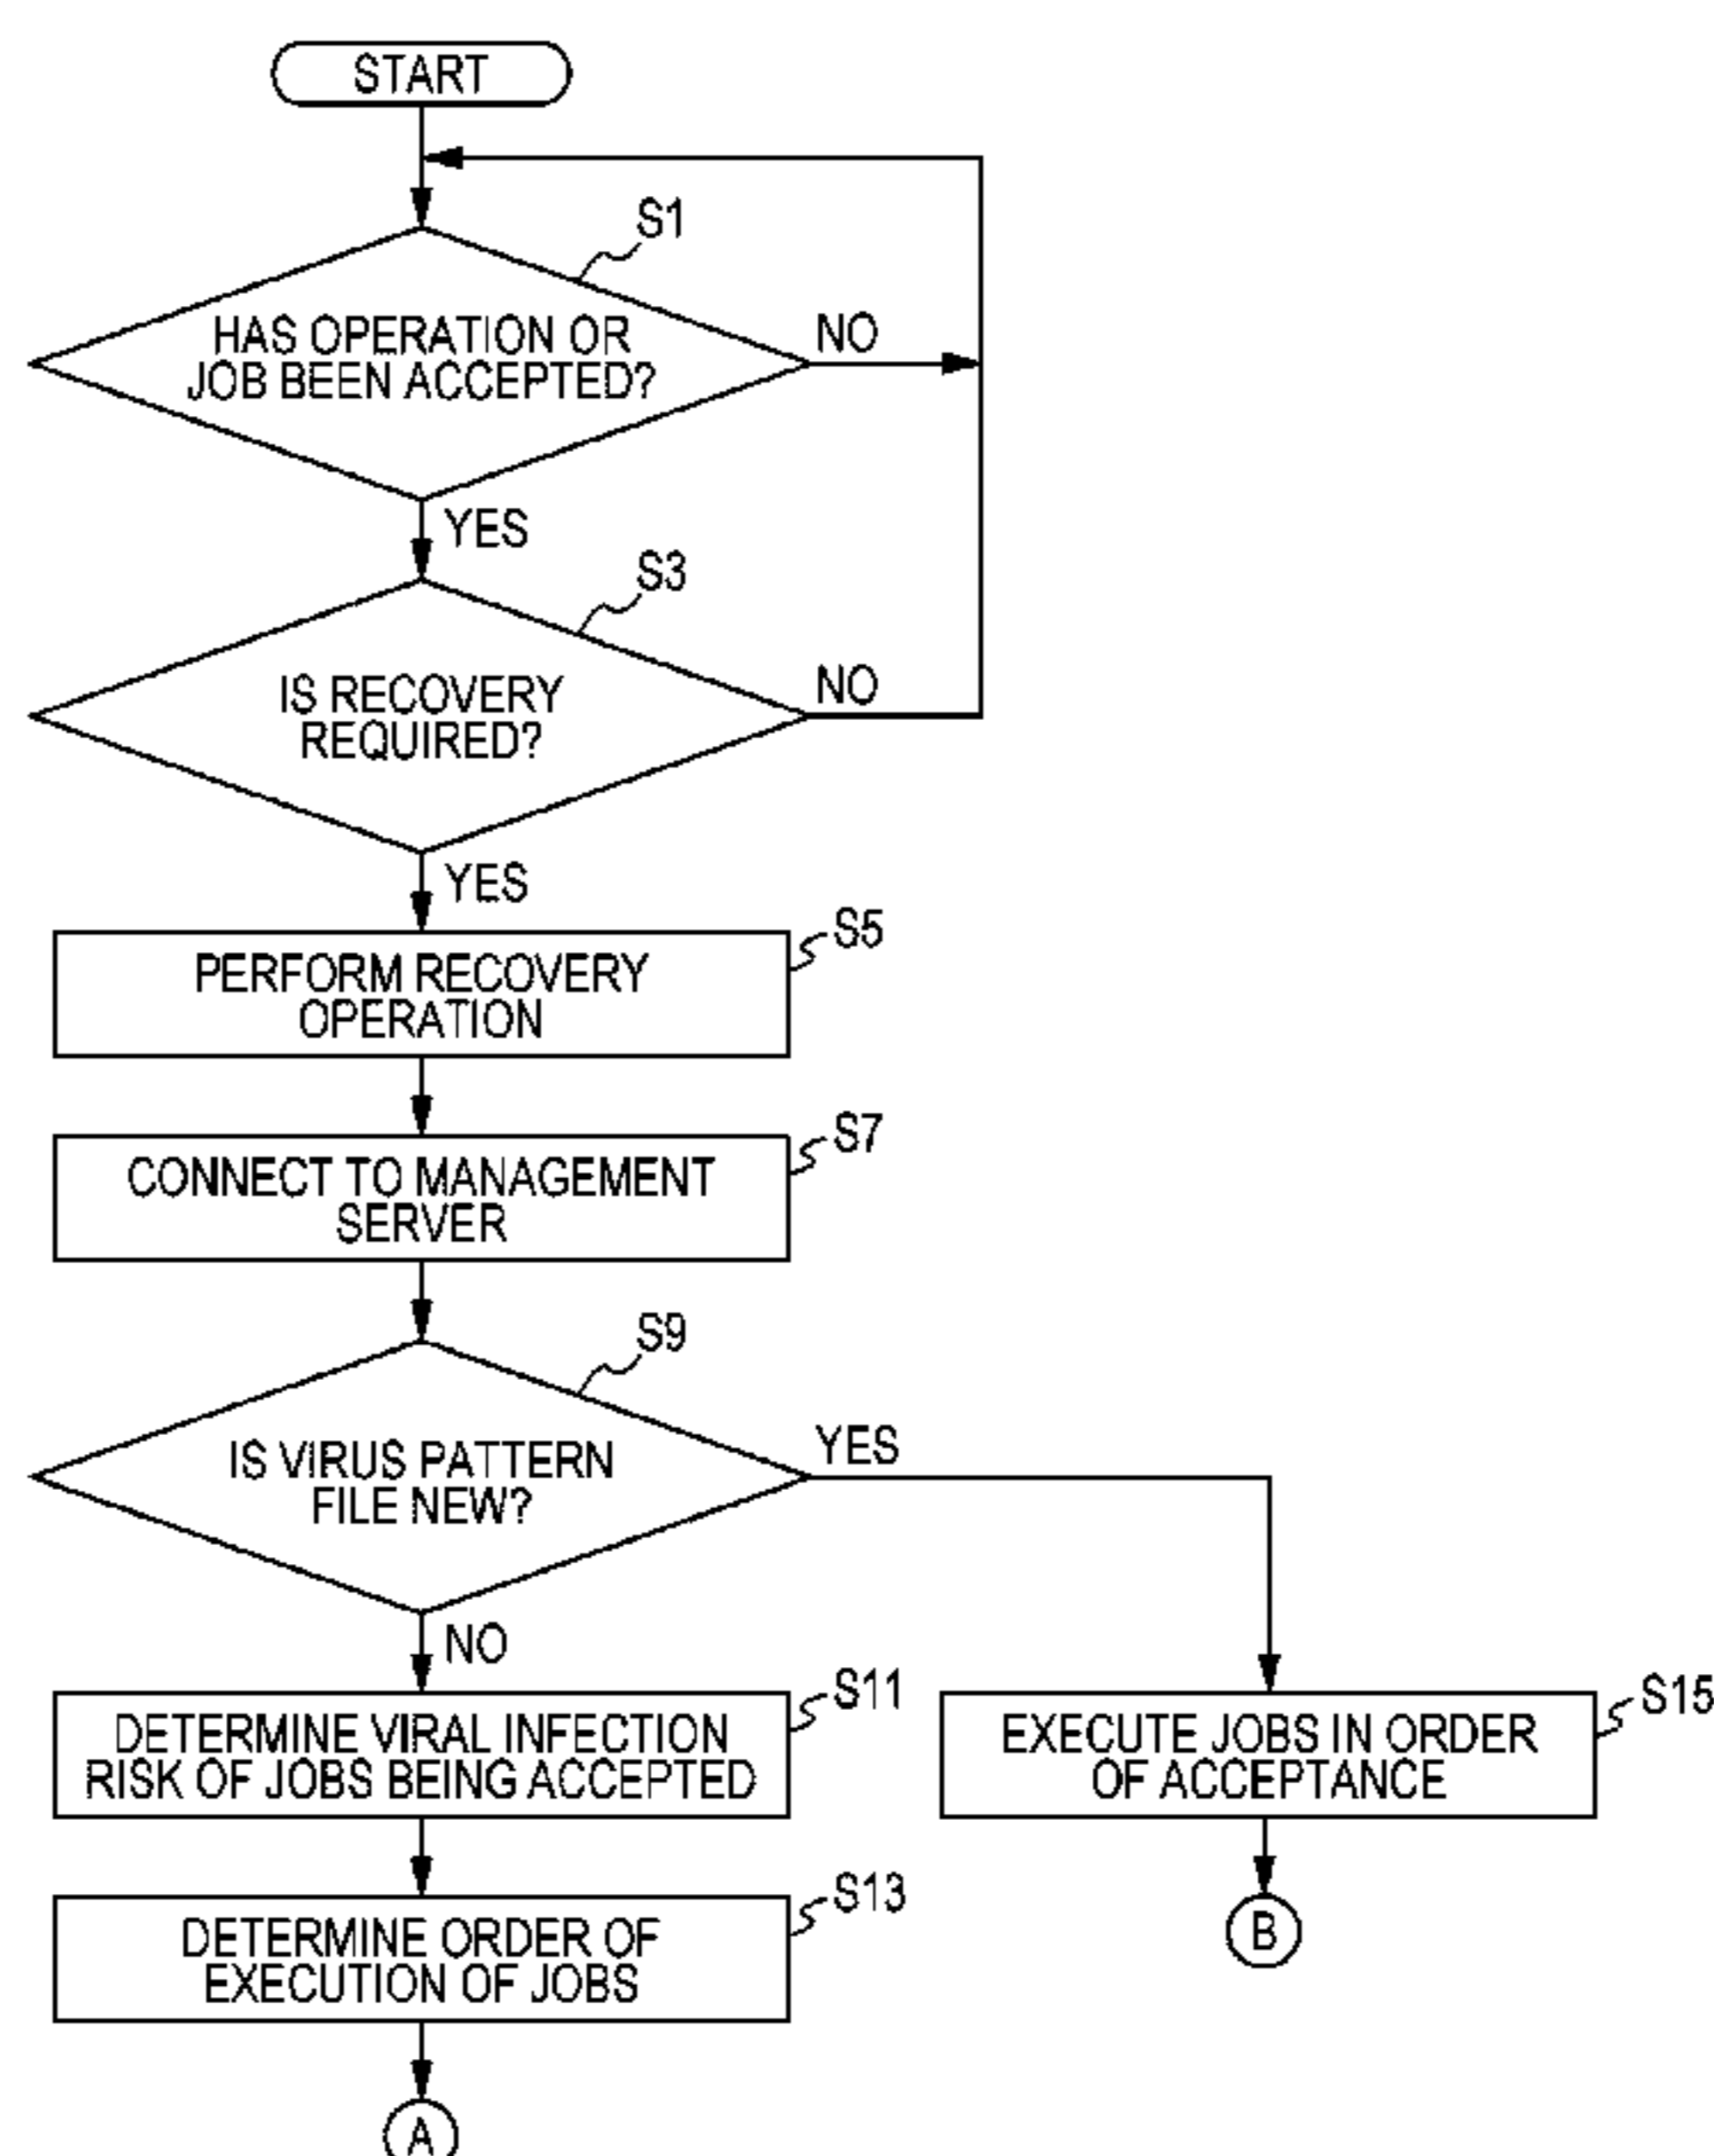 START
S1
HAS OPERATION OR
JOB BEEN ACCEPTED?
NO
YES
S3
IS RECOVERY
REQUIRED?
NO
YES
S5
PERFORM RECOVERY
OPERATION
S7
CONNECT TO MANAGEMENT
SERVER
S9
IS VIRUS PATTERN
FILE NEW?
YES
NO
S11
DETERMINE VIRAL INFECTION
RISK OF JOBS BEING ACCEPTED
S15
EXECUTE JOBS IN ORDER
OF ACCEPTANCE
S13
DETERMINE ORDER OF
EXECUTION OF JOBS
B
A